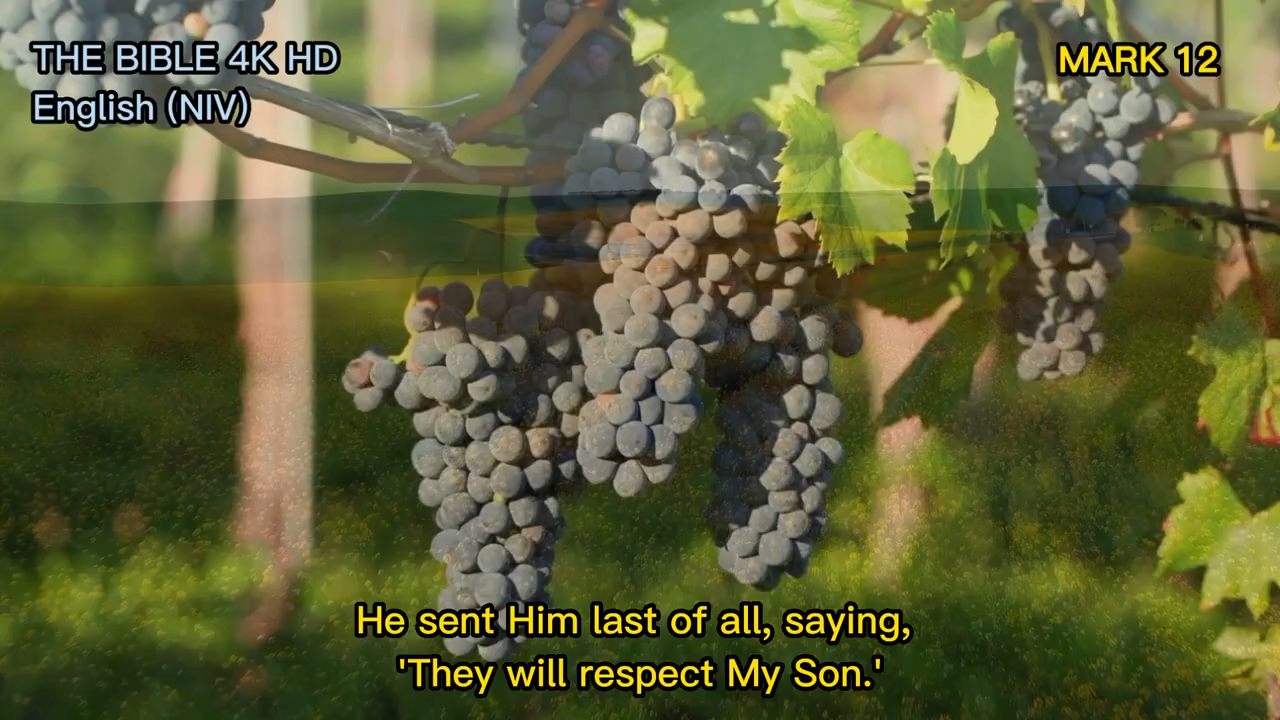 THE BIBLE 4K HD
English (NIV)
MARK 12
He sent Him last of all, saying,
'They will respect My Son.'